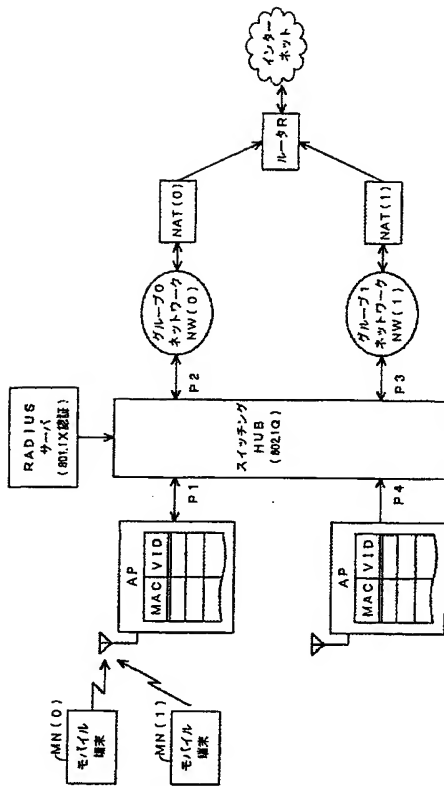 MN(0)
モバイル
端末
MN(1)
モバイル
端末
AP
MAC VID
AP
MAC VID
RADIUS
サーバ
(801.1X認証)
P1
P4
スイッチング
HUB
(802.1Q)
P2
P3
グループ0
ネットワーク
NW(0)
グループ1
ネットワーク
NW(1)
NAT(0)
NAT(1)
ルータR
インター
ネット